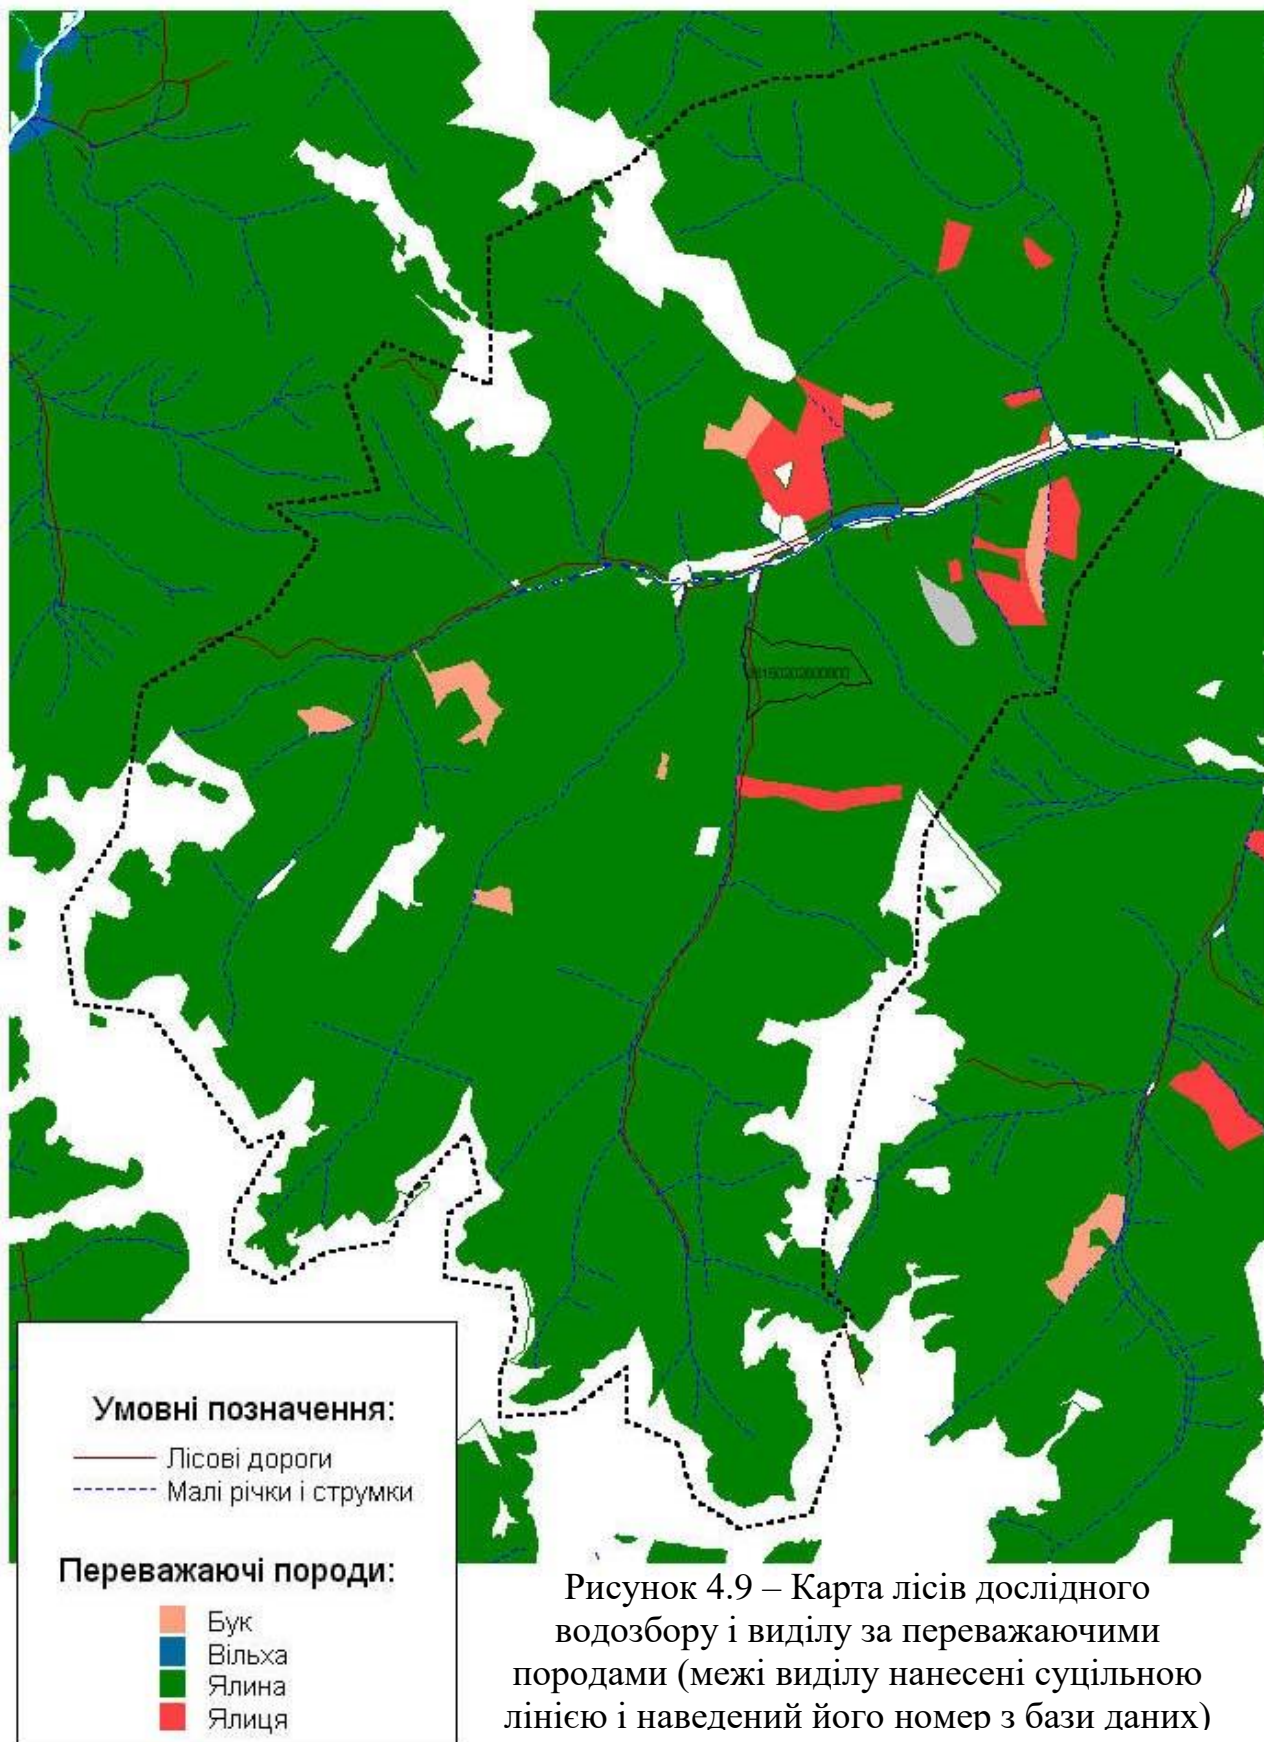 Умовні позначення:
Лісові дороги
Малі річки і струмки
Переважаючі породи:
Бук
Вільха
Ялина
Ялиця
Рисунок 4.9 – Карта лісів дослідного
водозбору і виділу за переважаючими
породами (межі виділу нанесені суцільною
лінією і наведений його номер з бази даних)